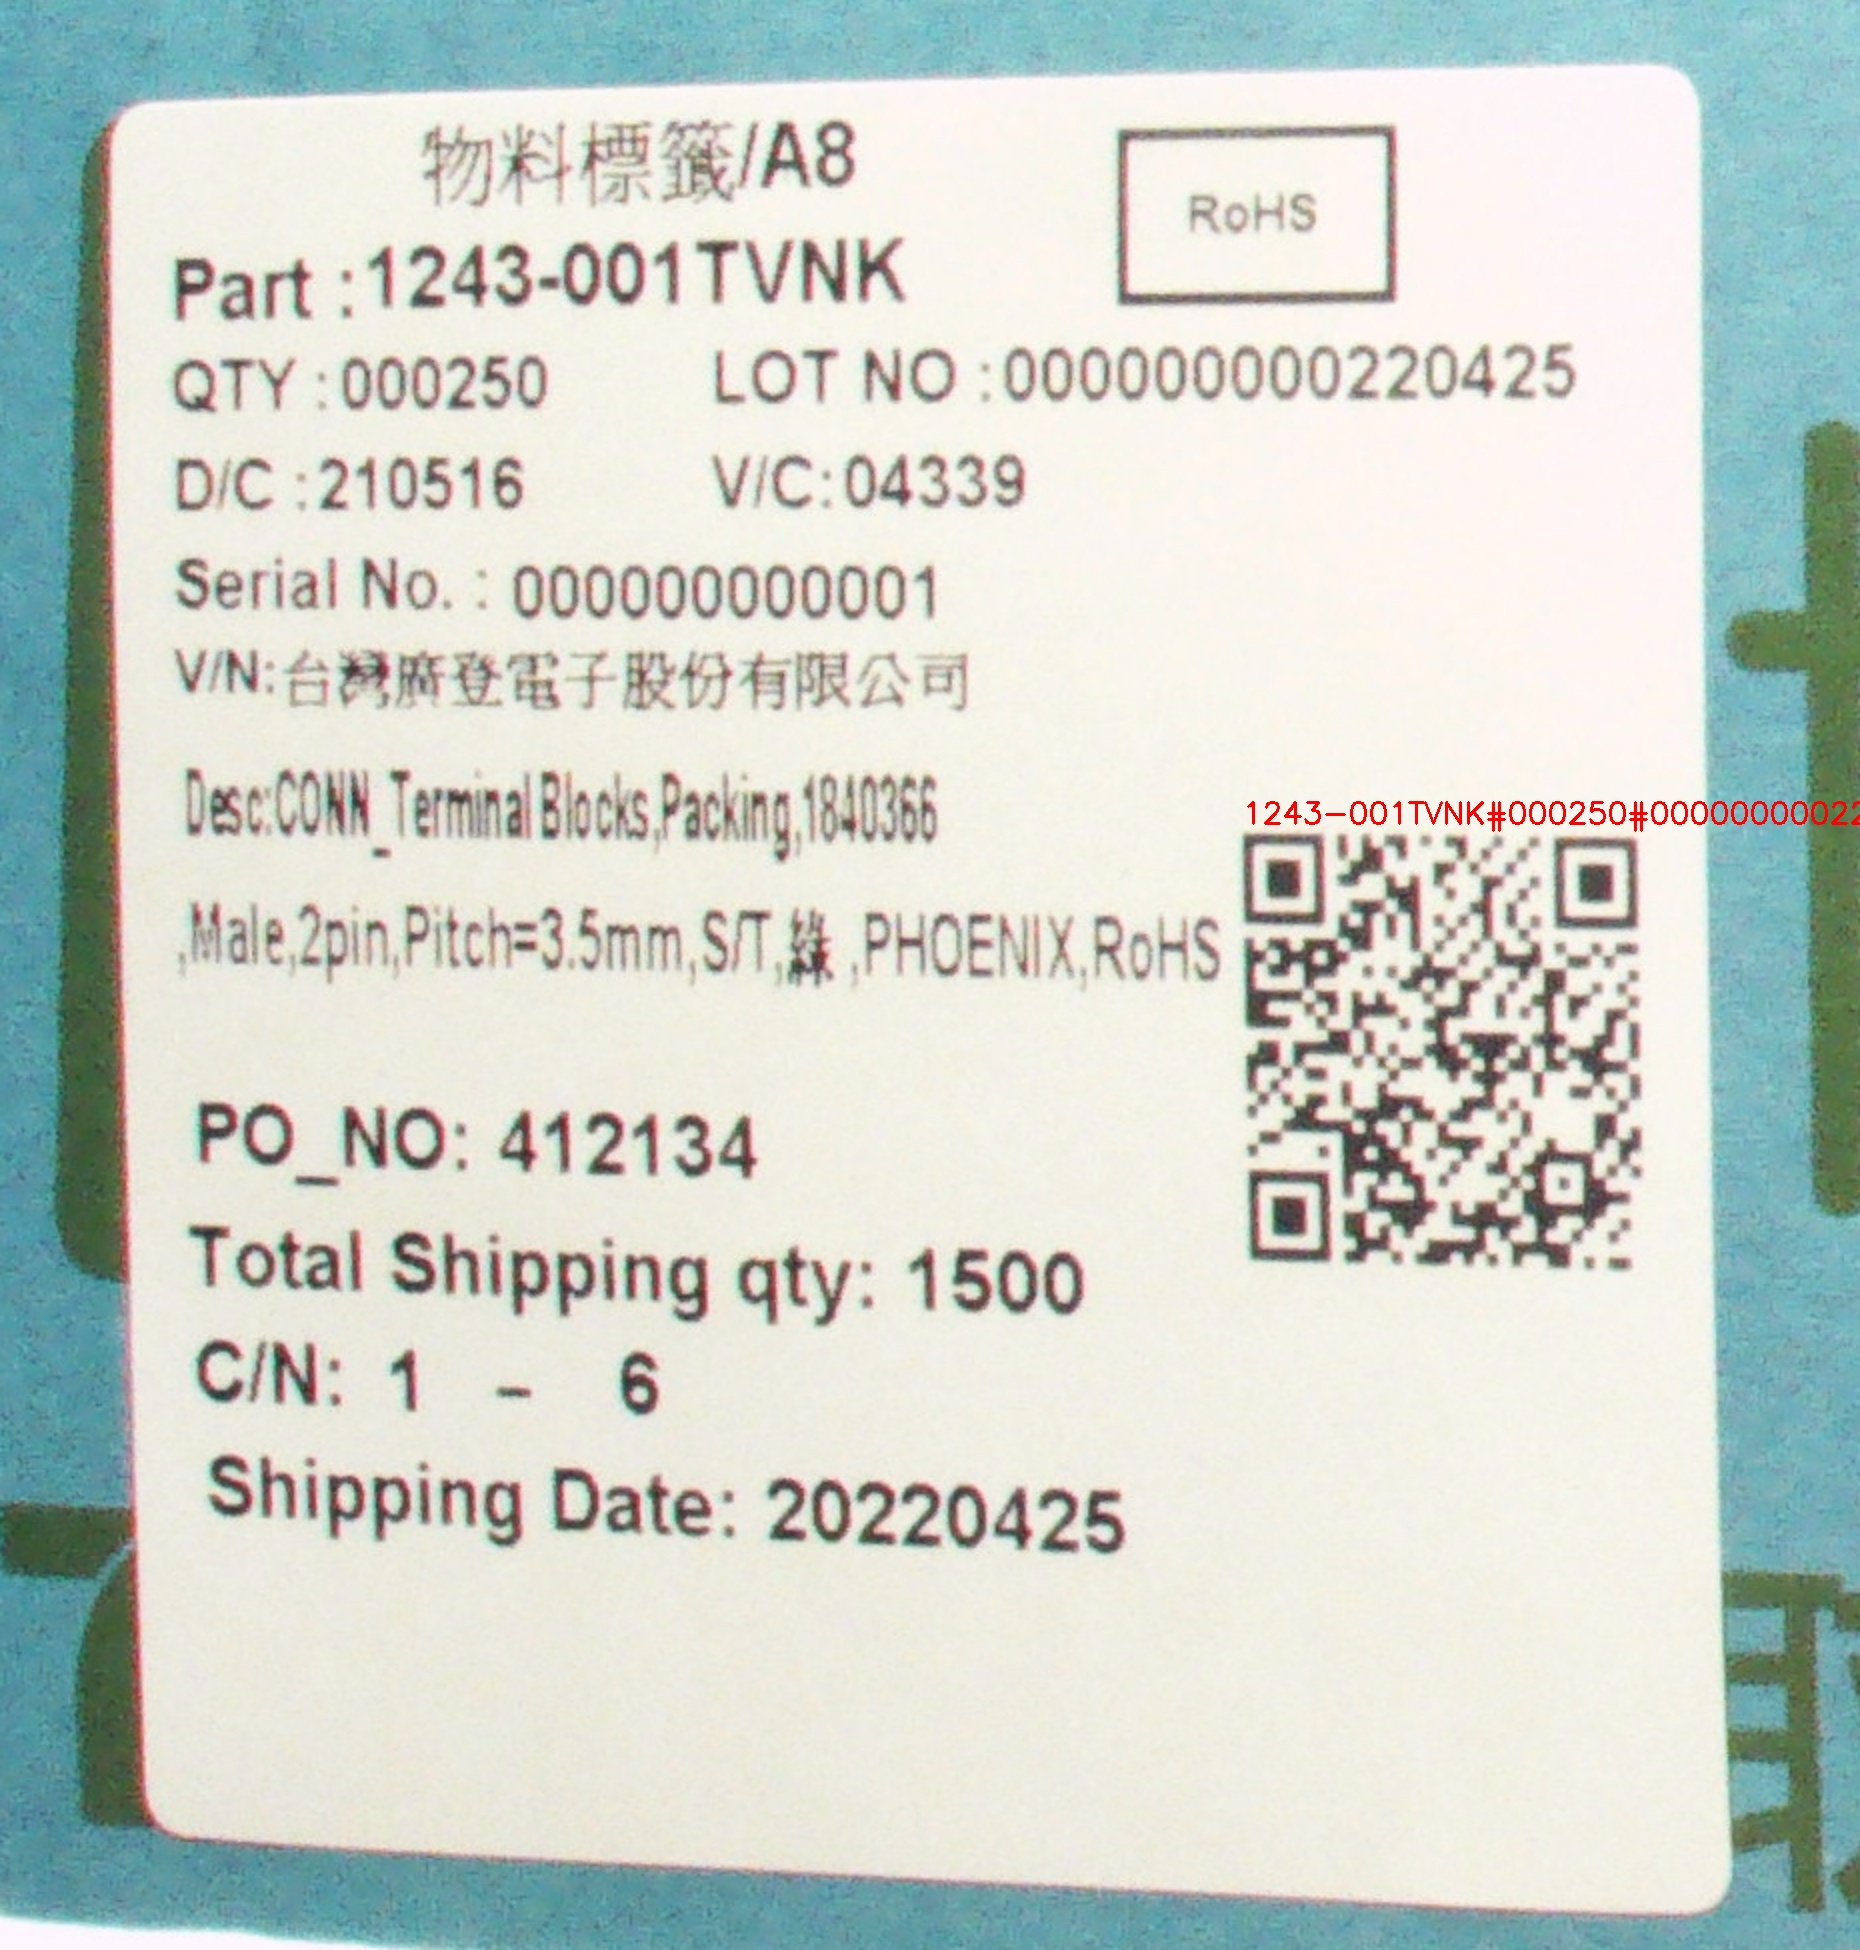 物料標籤/A8
RoHS
Part :1243-001TVNK
QTY :000250 LOT NO :000000000220425
D/C :210516 V/C:04339
Serial No. : 000000000001
V/N:台灣廣登電子股份有限公司
Desc:CONN_Terminal Blocks,Packing,1840366
1243-001TVNK#000250#00000000022
,Male,2pin,Pitch=3.5mm,S/T,綠 ,PHOENIX,RoHS
PO_NO: 412134
Total Shipping qty: 1500
C/N: 1 - 6
Shipping Date: 20220425